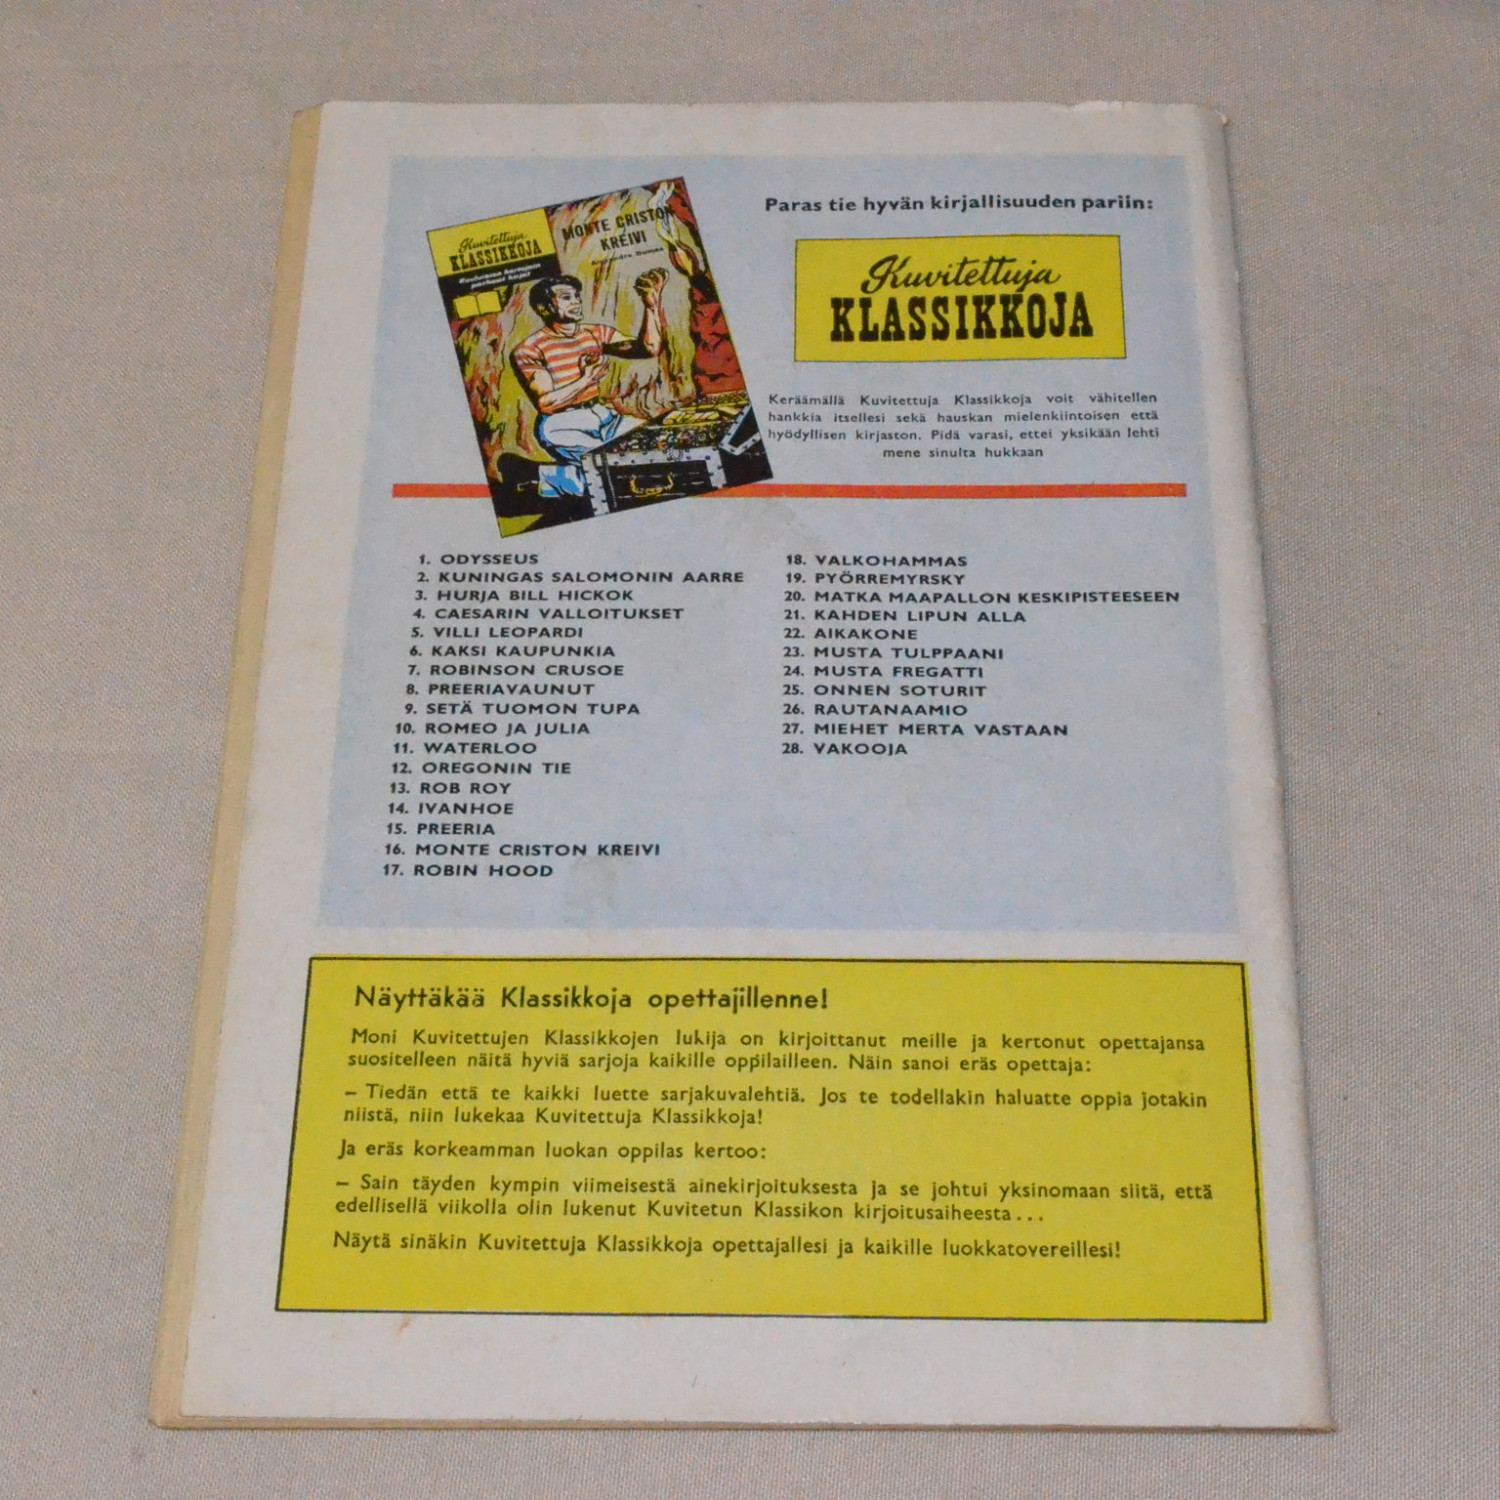 Paras tie hyvän kirjallisuuden pariin:
Kuvitettuja
KLASSIKKOJA
Kuvitettuja
KLASSIKKOJA
MONTE CRISTON
KREIVI
Keräämällä Kuvitettuja Klassikkoja voit vähitellen
hankkia itsellesi sekä hauskan mielenkiintoisen että
hyödyllisen kirjaston. Pidä varasi, ettei yksikään lehti
mene sinulta hukkaan
1. ODYSSEUS
2. KUNINGAS SALOMONIN AARRE
3. HURJA BILL HICKOK
4. CAESARIN VALLOITUKSET
5. VILLI LEOPARDI
6. KAKSI KAUPUNKIA
7. ROBINSON CRUSOE
8. PREERIAVAUNUT
9. SETÄ TUOMON TUPA
10. ROMEO JA JULIA
11. WATERLOO
12. OREGONIN TIE
13. ROB ROY
14. IVANHOE
15. PREERIA
16. MONTE CRISTON KREIVI
17. ROBIN HOOD
18. VALKOHAMMAS
19. PYÖRREMYRSKY
20. MATKA MAAPALLON KESKIPISTEESEEN
21. KAHDEN LIPUN ALLA
22. AIKAKONE
23. MUSTA TULPPAANI
24. MUSTA FREGATTI
25. ONNEN SOTURIT
26. RAUTANAAMIO
27. MIEHET MERTA VASTAAN
28. VAKOOJA
Näyttäkää Klassikkoja opettajillenne!
Moni Kuvitettujen Klassikkojen lukija on kirjoittanut meille ja kertonut opettajansa
suositelleen näitä hyviä sarjoja kaikille oppilailleen. Näin sanoi eräs opettaja:
– Tiedän että te kaikki luette sarjakuvalehtiä. Jos te todellakin haluatte oppia jotakin
niistä, niin lukekaa Kuvitettuja Klassikkoja!
Ja eräs korkeamman luokan oppilas kertoo:
– Sain täyden kympin viimeisestä ainekirjoituksesta ja se johtui yksinomaan siitä, että
edellisellä viikolla olin lukenut Kuvitetun Klassikon kirjoitusaiheesta...
Näytä sinäkin Kuvitettuja Klassikkoja opettajallesi ja kaikille luokkatovereillesi!